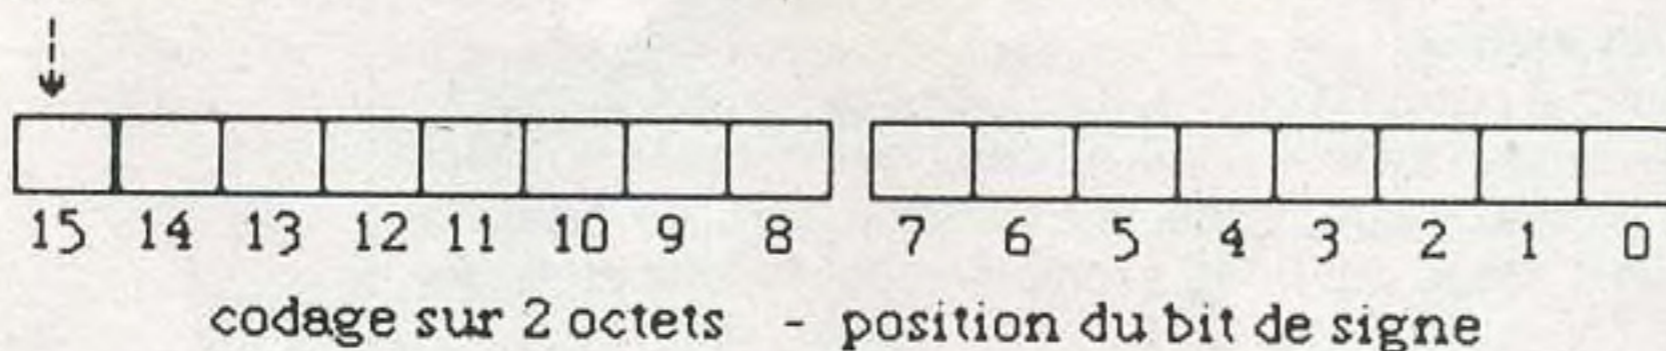 15 14 13 12 11 10 9 8 7 6 5 4 3 2 1 0
codage sur 2 octets - position du bit de signe